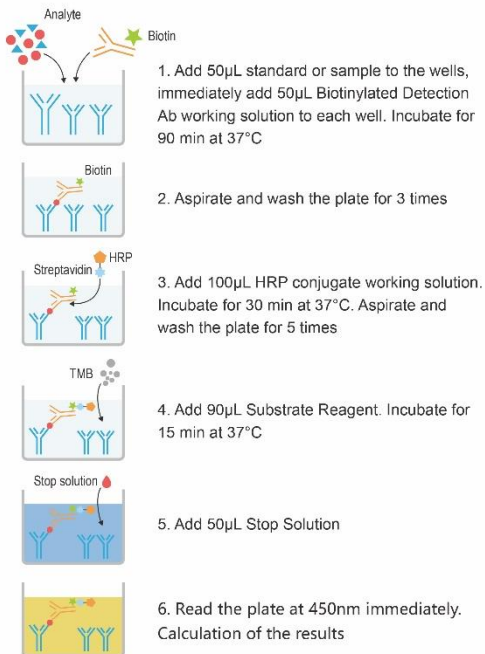 Analyte
Biotin
1. Add 50μL standard or sample to the wells,
immediately add 50μL Biotinylated Detection
Ab working solution to each well. Incubate for
90 min at 37°C
Biotin
2. Aspirate and wash the plate for 3 times
HRP
Streptavidin
3. Add 100μL HRP conjugate working solution.
Incubate for 30 min at 37°C. Aspirate and
wash the plate for 5 times
TMB
4. Add 90μL Substrate Reagent. Incubate for
15 min at 37°C
Stop solution
5. Add 50μL Stop Solution
6. Read the plate at 450nm immediately.
Calculation of the results